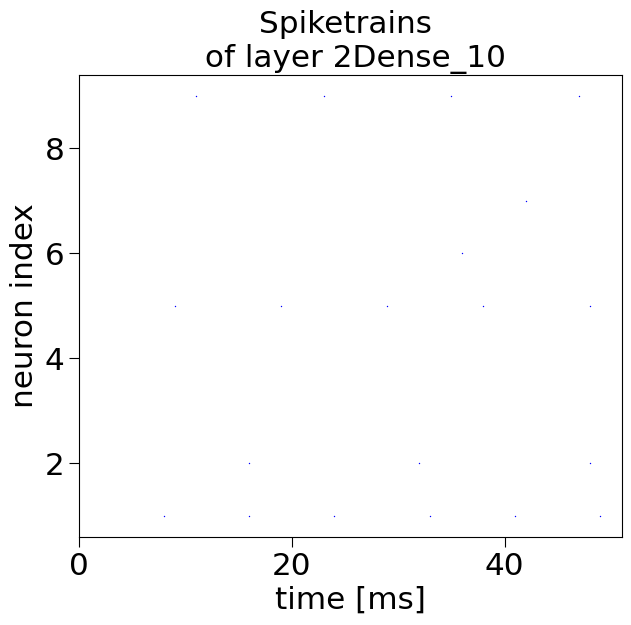 Spiketrains
of layer 2Dense_10
8
6
4
2
neuron index
0 20 40
time [ms]